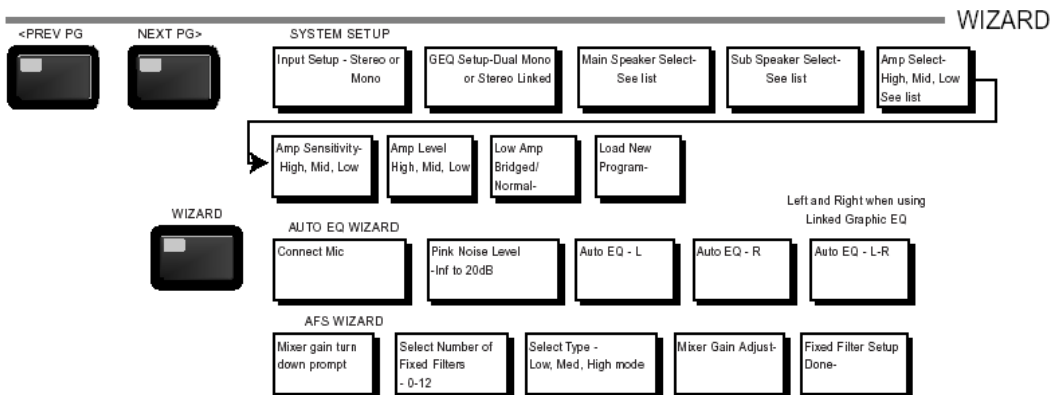 WIZARD
<PREV PG
NEXT PG>
SYSTEM SETUP
Input Setup - Stereo or
Mono
GEQ Setup-Dual Mono
or Stereo Linked
Main Speaker Select-
See list
Sub Speaker Select-
See list
Amp Select-
High, Mid, Low
See list
Amp Sensitivity-
High, Mid, Low
Amp Level
High, Mid, Low
Low Amp
Bridged/
Normal-
Load New
Program-
Left and Right when using
Linked Graphic EQ
WIZARD
AUTO EQ WIZARD
Connect Mic
Pink Noise Level
-Inf to 20dB
Auto EQ - L
Auto EQ - R
Auto EQ - L-R
AFS WIZARD
Mixer gain turn
down prompt
Select Number of
Fixed Filters
- 0-12
Select Type -
Low, Med, High mode
Mixer Gain Adjust-
Fixed Filter Setup
Done-